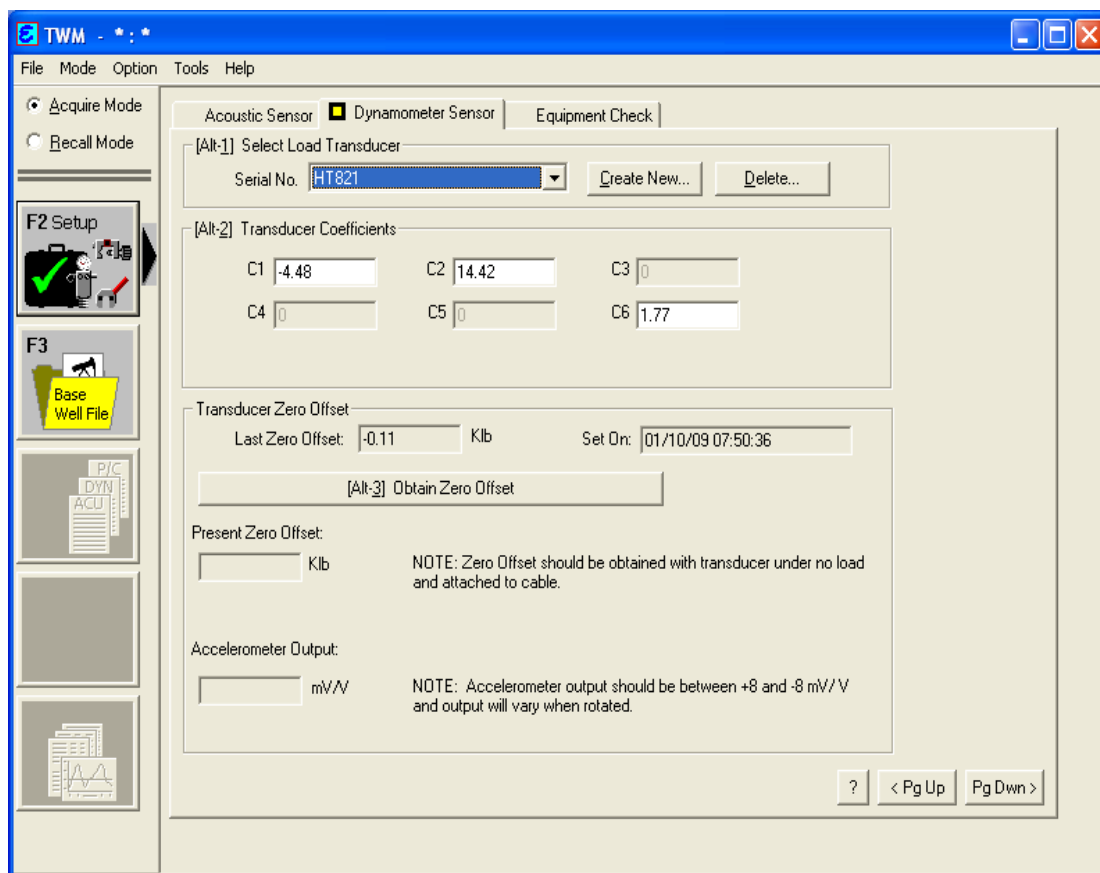 TWM - * : *
File Mode Option Tools Help
Acquire Mode
Recall Mode
F2 Setup
F3
Base
Well File
P/C
DYN
ACU
Acoustic Sensor Dynamometer Sensor Equipment Check
[Alt-1] Select Load Transducer
Serial No. HT821 Create New... Delete...
[Alt-2] Transducer Coefficients
C1 -4.48 C2 14.42 C3 0
C4 0 C5 0 C6 1.77
Transducer Zero Offset
Last Zero Offset: -0.11 Klb Set On: 01/10/09 07:50:36
[Alt-3] Obtain Zero Offset
Present Zero Offset:
Klb NOTE: Zero Offset should be obtained with transducer under no load
and attached to cable.
Accelerometer Output:
mV/V NOTE: Accelerometer output should be between +8 and -8 mV/ V
and output will vary when rotated.
? < Pg Up Pg Dwn >